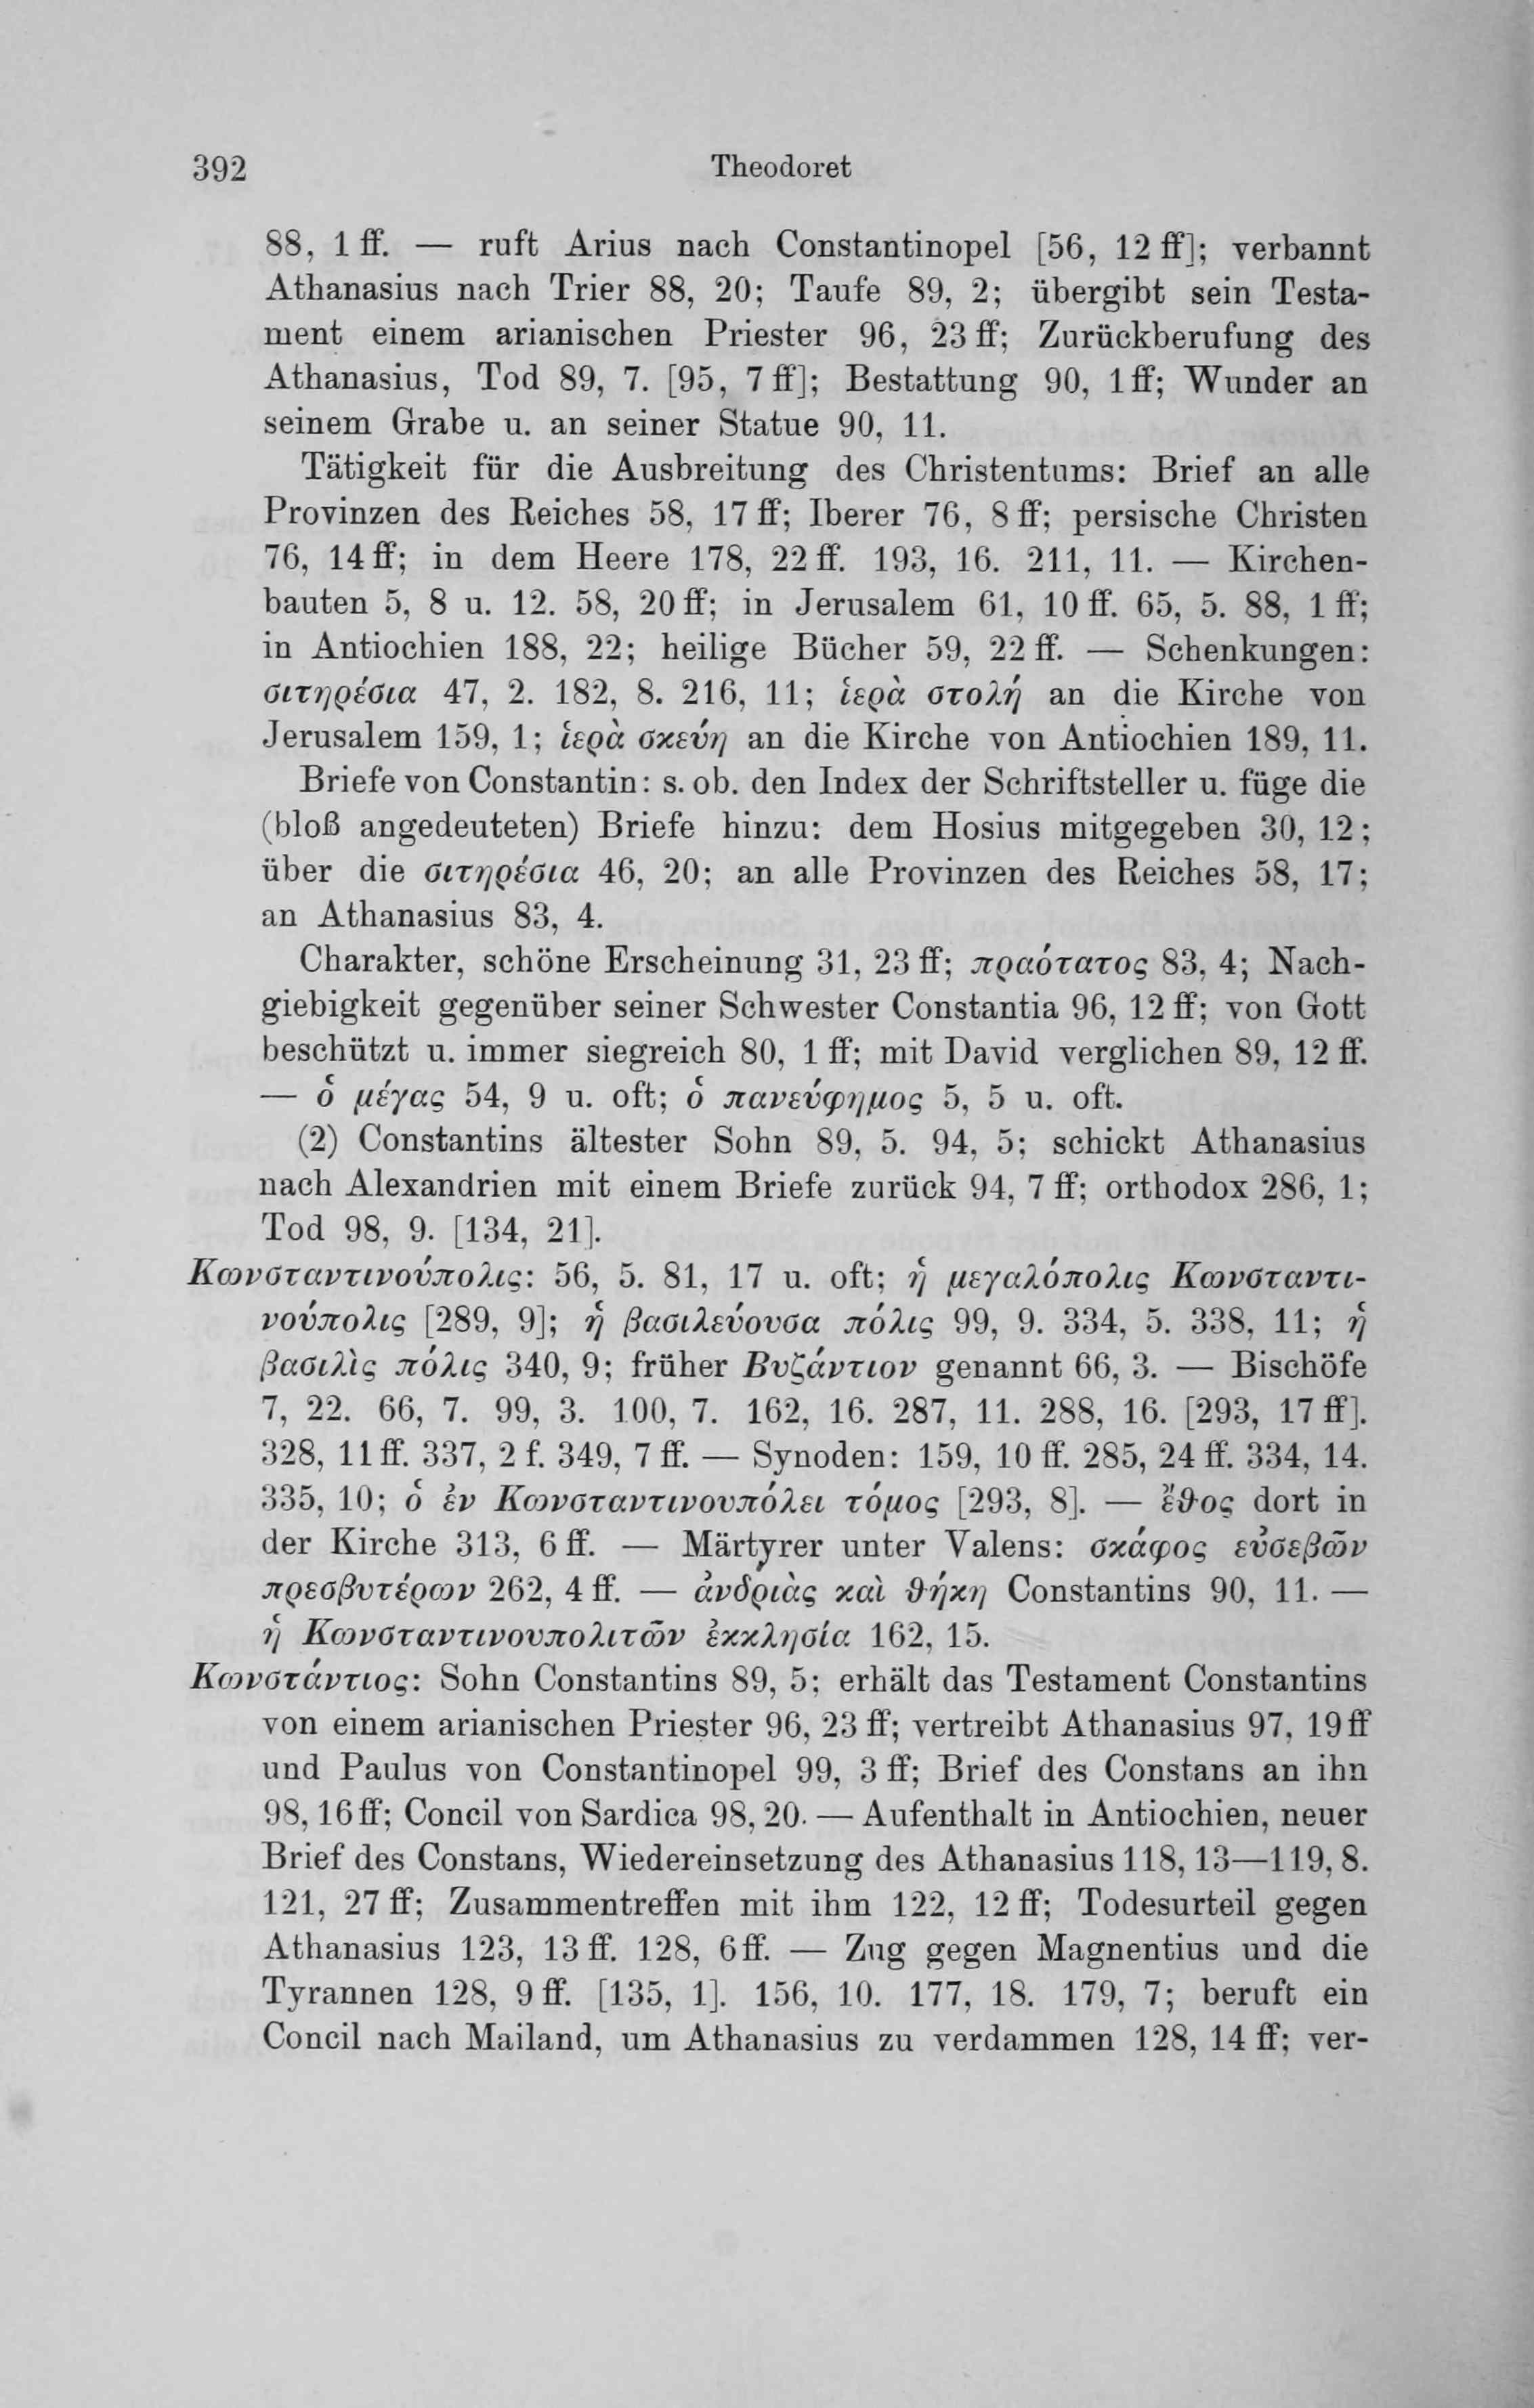 392
Theodoret
88, 1 ff. — ruft Arius nach Constantinopel [56, 12 ff]; verbannt
Athanasius nach Trier 88, 20; Taufe 89, 2; übergibt sein Testa-
ment einem arianischen Priester 96, 23 ff; Zurückberufung des
Athanasius, Tod 89, 7. [95, 7 ff]; Bestattung 90, 1 ff; Wunder an
seinem Grabe u. an seiner Statue 90, 11.
Tätigkeit für die Ausbreitung des Christentums: Brief an alle
Provinzen des Reiches 58, 17 ff; Iberer 76, 8 ff; persische Christen
76, 14 ff; in dem Heere 178, 22 ff. 193, 16. 211, 11. — Kirchen-
bauten 5, 8 u. 12. 58, 20 ff; in Jerusalem 61, 10 ff. 65, 5. 88, 1 ff;
in Antiochien 188, 22; heilige Bücher 59, 22 ff. — Schenkungen:
σιτηρέσια 47, 2. 182, 8. 216, 11; ἱερὰ στολή an die Kirche von
Jerusalem 159, 1; ἱερὰ σκεύη an die Kirche von Antiochien 189, 11.
Briefe von Constantin: s. ob. den Index der Schriftsteller u. füge die
(bloß angedeuteten) Briefe hinzu: dem Hosius mitgegeben 30, 12;
über die σιτηρέσια 46, 20; an alle Provinzen des Reiches 58, 17;
an Athanasius 83, 4.
Charakter, schöne Erscheinung 31, 23 ff; πραότατος 83, 4; Nach-
giebigkeit gegenüber seiner Schwester Constantia 96, 12 ff; von Gott
beschützt u. immer siegreich 80, 1 ff; mit David verglichen 89, 12 ff.
— ὁ μέγας 54, 9 u. oft; ὁ πανεύφημος 5, 5 u. oft.
(2) Constantins ältester Sohn 89, 5. 94, 5; schickt Athanasius
nach Alexandrien mit einem Briefe zurück 94, 7 ff; orthodox 286, 1;
Tod 98, 9. [134, 21].
Κωνσταντινούπολις: 56, 5. 81, 17 u. oft; ἡ μεγαλόπολις Κωνσταντι-
νούπολις [289, 9]; ἡ βασιλεύουσα πόλις 99, 9. 334, 5. 338, 11; ἡ
βασιλὶς πόλις 340, 9; früher Βυζάντιον genannt 66, 3. — Bischöfe
7, 22. 66, 7. 99, 3. 100, 7. 162, 16. 287, 11. 288, 16. [293, 17 ff].
328, 11 ff. 337, 2 f. 349, 7 ff. — Synoden: 159, 10 ff. 285, 24 ff. 334, 14.
335, 10; ὁ ἐν Κωνσταντινουπόλει τόμος [293, 8]. — ἔθος dort in
der Kirche 313, 6 ff. — Märtyrer unter Valens: σκάφος εὐσεβῶν
πρεσβυτέρων 262, 4 ff. — ἀνδριὰς καὶ θήκη Constantins 90, 11. —
ἡ Κωνσταντινουπολιτῶν ἐκκλησία 162, 15.
Κωνστάντιος: Sohn Constantins 89, 5; erhält das Testament Constantins
von einem arianischen Priester 96, 23 ff; vertreibt Athanasius 97, 19 ff
und Paulus von Constantinopel 99, 3 ff; Brief des Constans an ihn
98, 16 ff; Concil von Sardica 98, 20. — Aufenthalt in Antiochien, neuer
Brief des Constans, Wiedereinsetzung des Athanasius 118, 13—119, 8.
121, 27 ff; Zusammentreffen mit ihm 122, 12 ff; Todesurteil gegen
Athanasius 123, 13 ff. 128, 6 ff. — Zug gegen Magnentius und die
Tyrannen 128, 9 ff. [135, 1]. 156, 10. 177, 18. 179, 7; beruft ein
Concil nach Mailand, um Athanasius zu verdammen 128, 14 ff; ver-